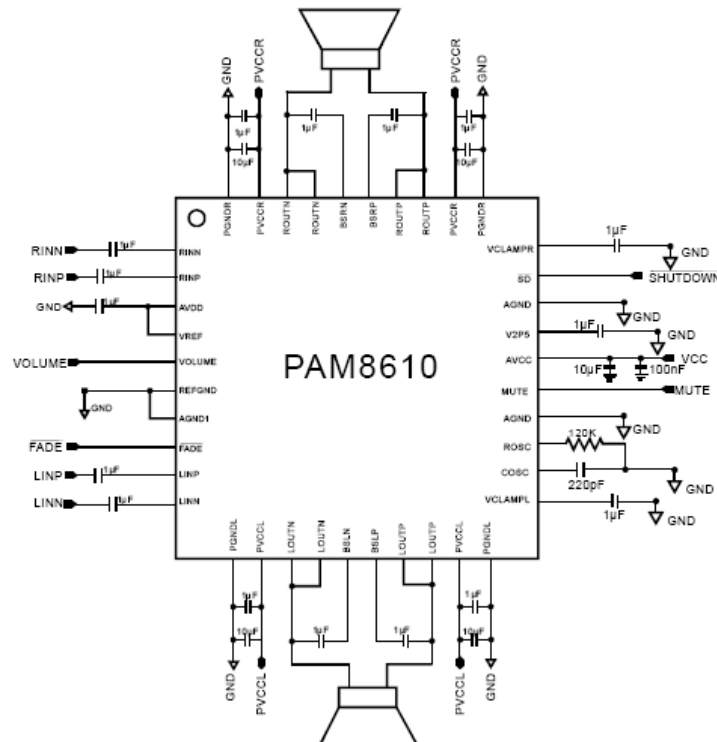 GND
PVCCR
PVCCR
GND
1µF
1µF
1µF
1µF
10µF
10µF
PGNDR
PVCCR
ROUTN
ROUTN
BSRN
BSRP
ROUTP
ROUTP
PVCCR
PGNDR
RINN
1µF
RINN
RINP
1µF
RINP
GND
1µF
AVDD
VREF
VOLUME
VOLUME
REFGND
GND
AGND1
FADE
FADE
LINP
1µF
LINP
LINN
1µF
LINN
PAM8610
VCLAMPR
1µF
GND
SD
SHUTDOWN
AGND
GND
V2P5
1µF
GND
AVCC
VCC
10µF
100nF
MUTE
MUTE
AGND
GND
ROSC
120K
COSC
220pF
GND
VCLAMPL
1µF
GND
PGNDL
PVCCL
LOUTN
LOUTN
BSLN
BSLP
LOUTP
LOUTP
PVCCL
PGNDL
1µF
1µF
10µF
1µF
1µF
10µF
GND
PVCCL
PVCCL
GND